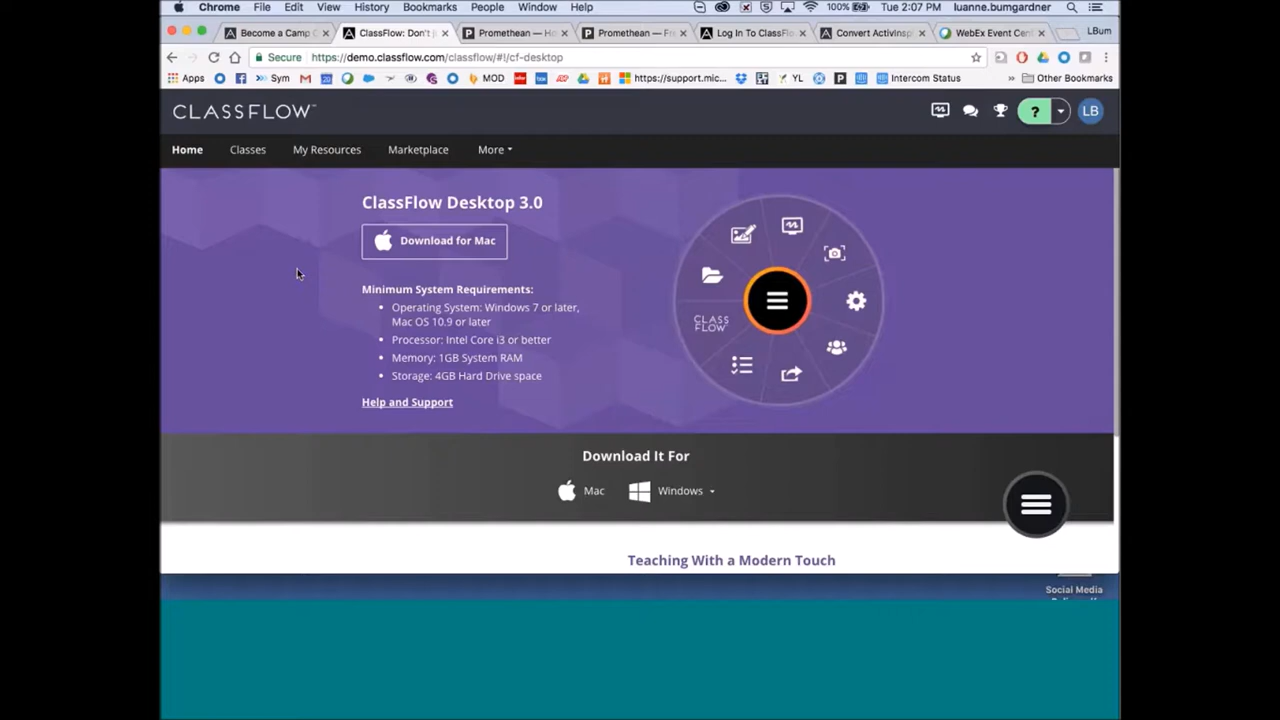 Chrome File Edit View History Bookmarks People Window Help 100% Tue 2:07 PM luanne.bumgardner
Become a Camp C ClassFlow: Don't j Promethean — H Promethean — Fr Log In To ClassFlo Convert ActivInspi WebEx Event Cent LBum
Secure https://demo.classflow.com/classflow/#!/cf-desktop
Apps Sym MOD https://support.mic... YL Intercom Status » Other Bookmarks
CLASSFLOW ? LB
Home Classes My Resources Marketplace More
ClassFlow Desktop 3.0
Download for Mac
Minimum System Requirements:
• Operating System: Windows 7 or later,
Mac OS 10.9 or later
• Processor: Intel Core i3 or better
• Memory: 1GB System RAM
• Storage: 4GB Hard Drive space
Help and Support
CLASS
FLOW
Download It For
Mac Windows
Teaching With a Modern Touch
Social Media